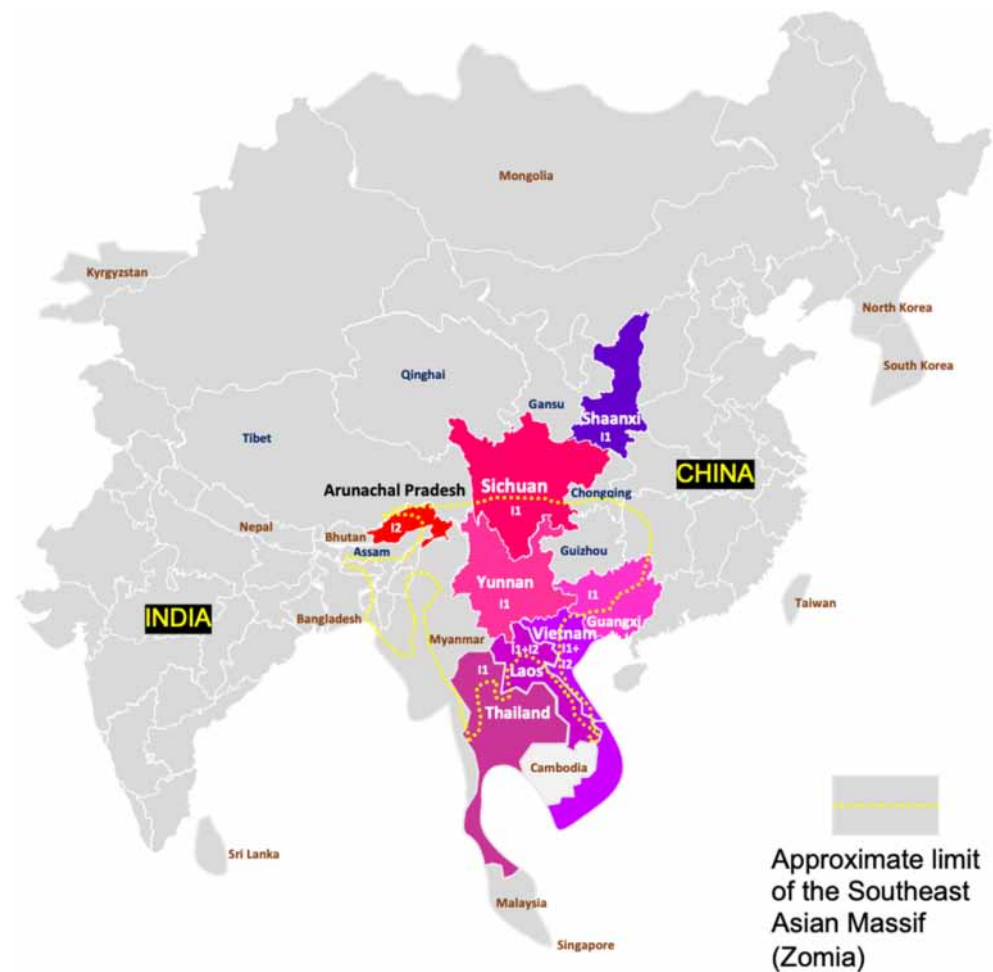 Mongolia
Kyrgyzstan
North Korea
South Korea
Qinghai
Gansu
Shaanxi
I1
Tibet
CHINA
Arunachal Pradesh
Sichuan
Chongqing
I1
I2
Nepal
Bhutan
Assam
Guizhou
Yunnan
I1
I1
Taiwan
INDIA
Bangladesh
Guangxi
Myanmar
Vietnam
I1+I2
I1+
I2
I1
Laos
Thailand
Cambodia
Sri Lanka
Malaysia
Singapore
Approximate limit
of the Southeast
Asian Massif
(Zomia)